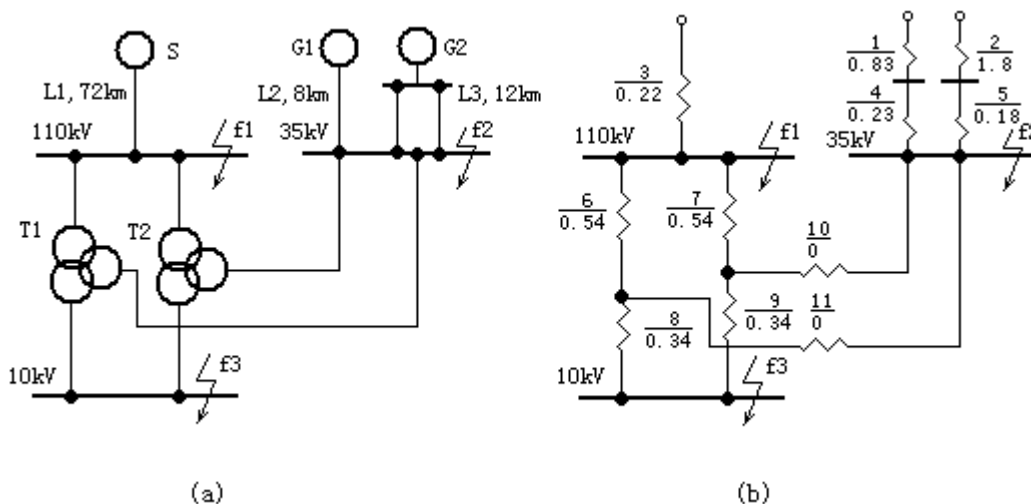 S
G1
G2
L1, 72km
L2, 8km
L3, 12km
110kV
f1
35kV
f2
T1
T2
10kV
f3
(a)
3
0.22
1
0.83
2
1.8
4
0.23
5
0.18
110kV
f1
35kV
6
0.54
7
0.54
10
0
8
0.34
9
0.34
11
0
10kV
f3
(b)